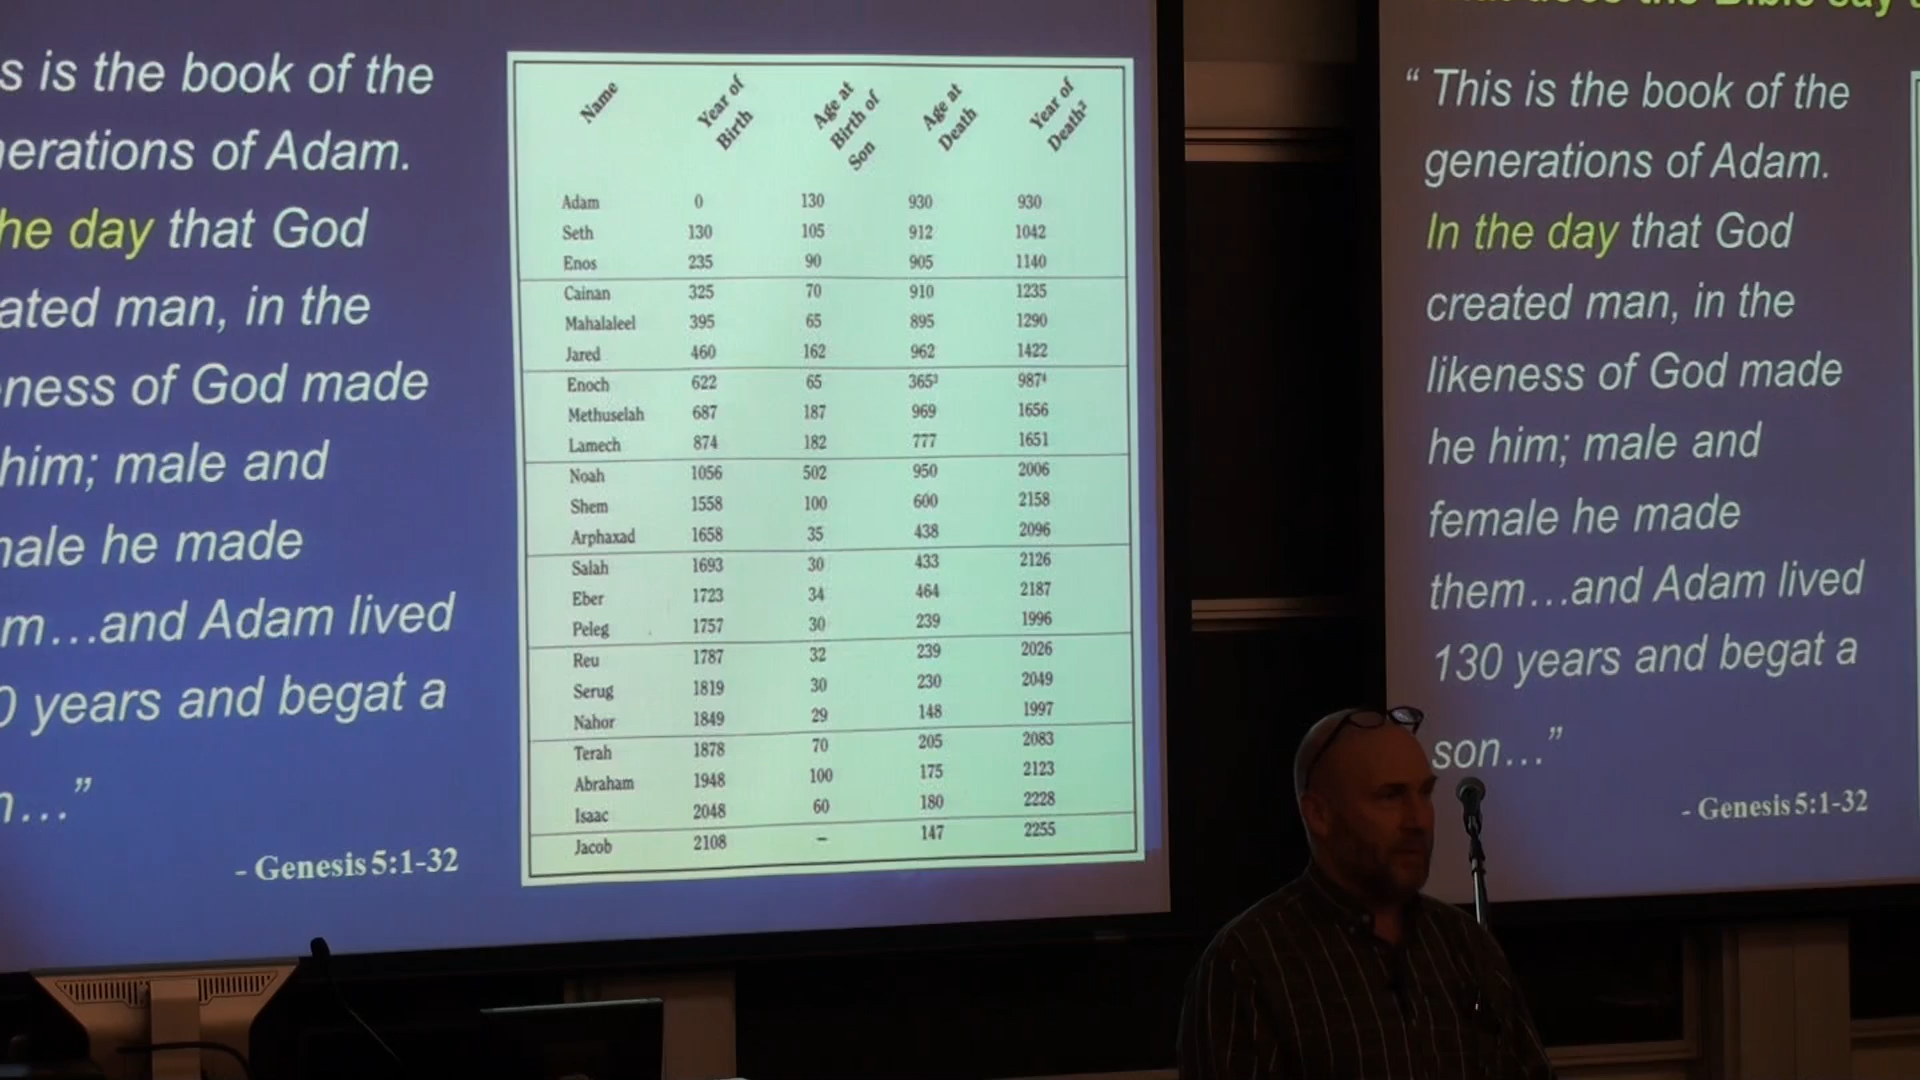 s is the book of the
nerations of Adam.
he day that God
ated man, in the
ness of God made
him; male and
nale he made
m…and Adam lived
0 years and begat a
n…”
- Genesis 5:1-32
Name Year of Birth Age at Birth of Son Age at Death Year of Death²
Adam 0 130 930 930
Seth 130 105 912 1042
Enos 235 90 905 1140
Cainan 325 70 910 1235
Mahalaleel 395 65 895 1290
Jared 460 162 962 1422
Enoch 622 65 365³ 987⁴
Methuselah 687 187 969 1656
Lamech 874 182 777 1651
Noah 1056 502 950 2006
Shem 1558 100 600 2158
Arphaxad 1658 35 438 2096
Salah 1693 30 433 2126
Eber 1723 34 464 2187
Peleg 1757 30 239 1996
Reu 1787 32 239 2026
Serug 1819 30 230 2049
Nahor 1849 29 148 1997
Terah 1878 70 205 2083
Abraham 1948 100 175 2123
Isaac 2048 60 180 2228
Jacob 2108 – 147 2255
does the Bible say
“ This is the book of the
generations of Adam.
In the day that God
created man, in the
likeness of God made
he him; male and
female he made
them…and Adam lived
130 years and begat a
son…”
- Genesis 5:1-32